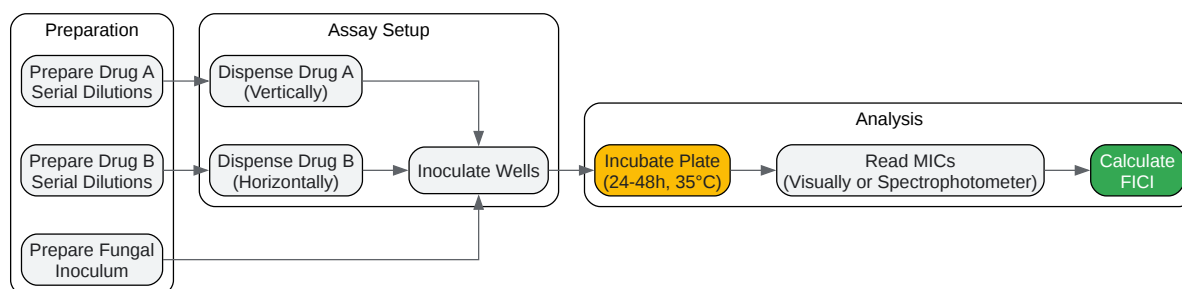 Preparation
Prepare Drug A
Serial Dilutions
Prepare Drug B
Serial Dilutions
Prepare Fungal
Inoculum
Assay Setup
Dispense Drug A
(Vertically)
Dispense Drug B
(Horizontally)
Inoculate Wells
Analysis
Incubate Plate
(24-48h, 35°C)
Read MICs
(Visually or Spectrophotometer)
Calculate
FICI